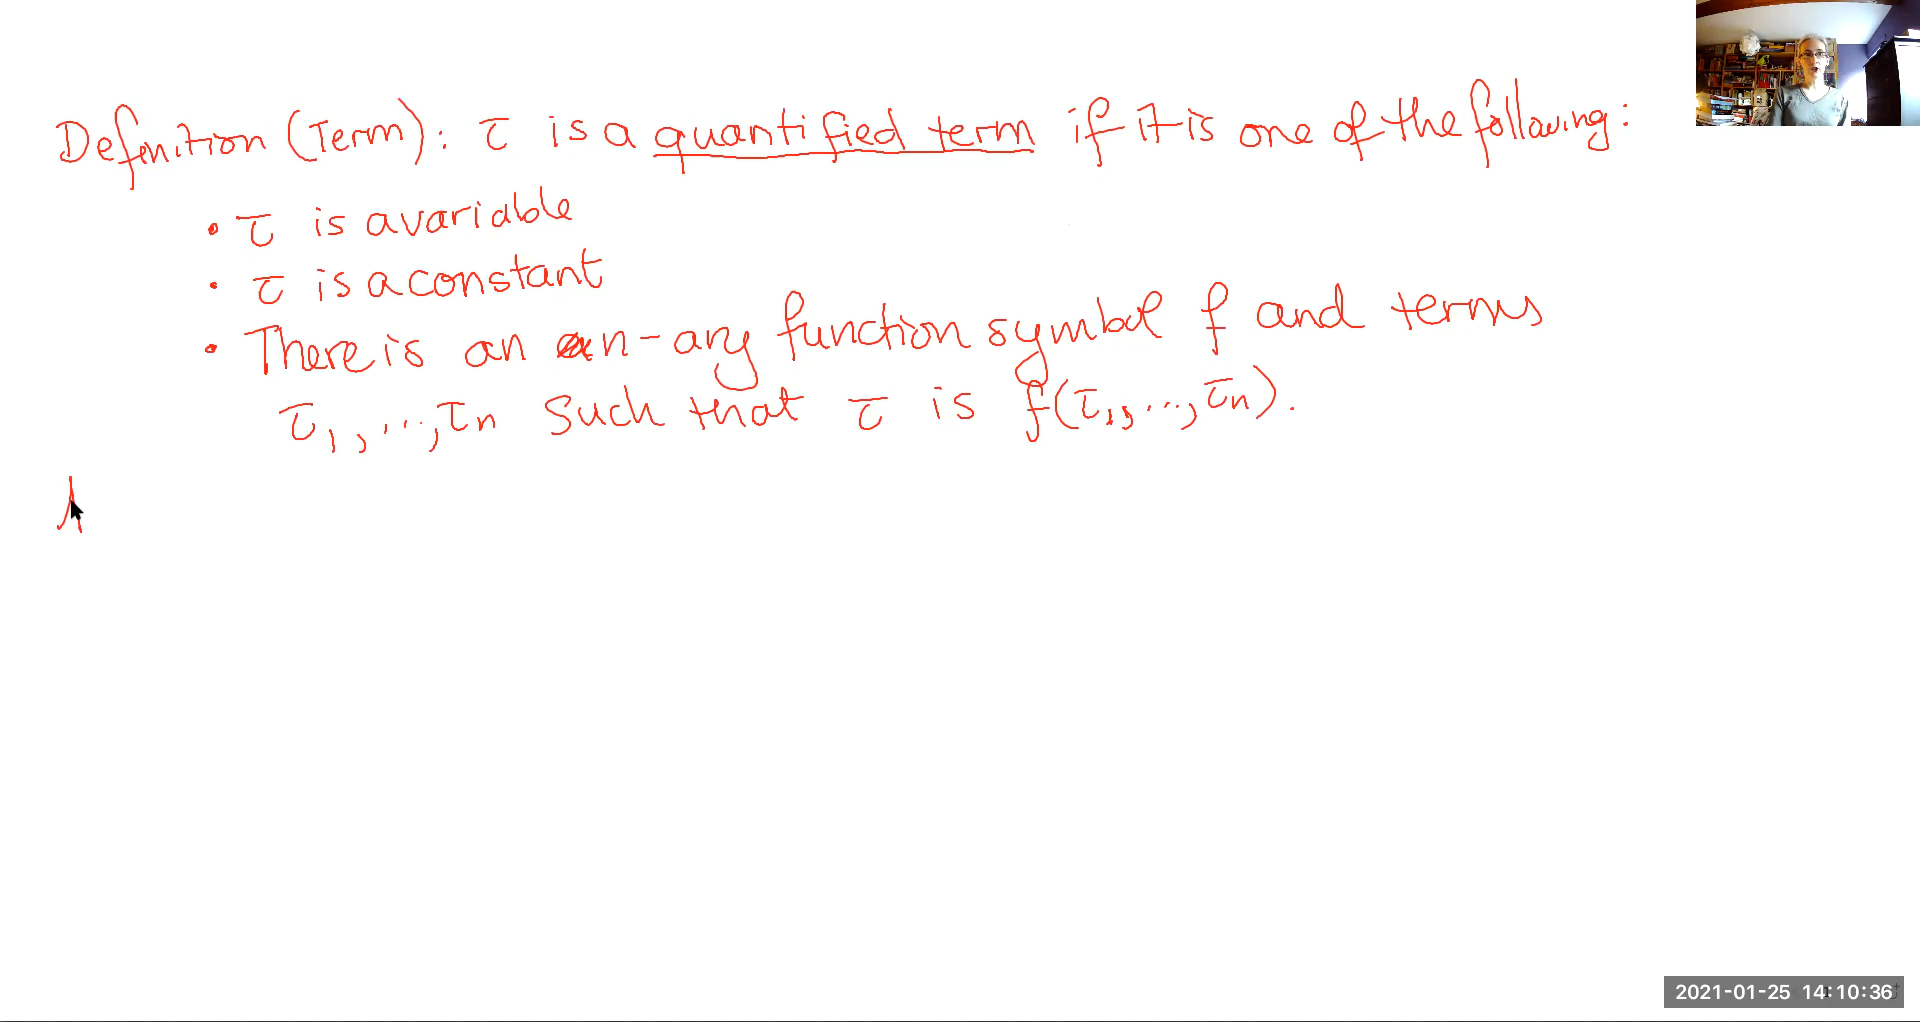 Definition (Term): τ is a quantified term if it is one of the following:
• τ is a variable
• τ is a constant
• There is an n-ary function symbol f and terms
τ1, ..., τn such that τ is f(τ1, ..., τn).
2021-01-25 14:10:36